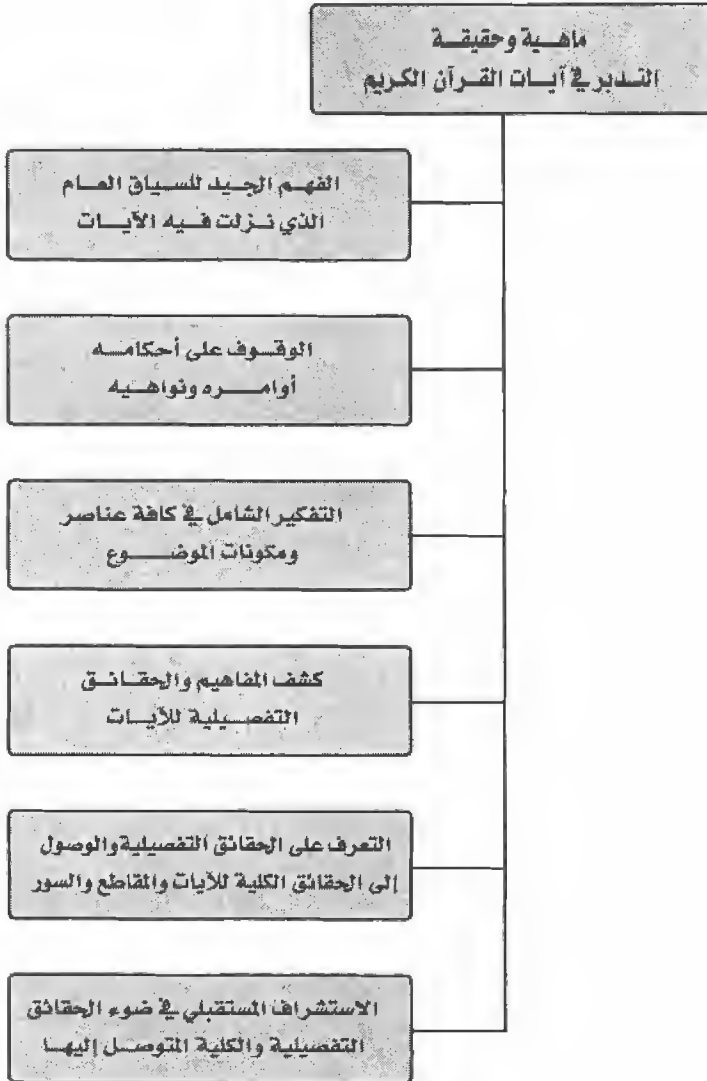 ماهية وحقيقة
التدبر في آيات القرآن الكريم
الفهم الجيد للسياق العام
الذي نزلت فيه الآيات
الوقوف على أحكامه
أوامره ونواهيه
التفكير الشامل في كافة عناصر
ومكونات الموضوع
كشف المفاهيم والحقائق
التفصيلية للآيات
التعرف على الحقائق التفصيلية والوصول
إلى الحقائق الكلية للآيات والمقاطع والسور
الاستشراف المستقبلي في ضوء الحقائق
التفصيلية والكلية المتوصل إليها